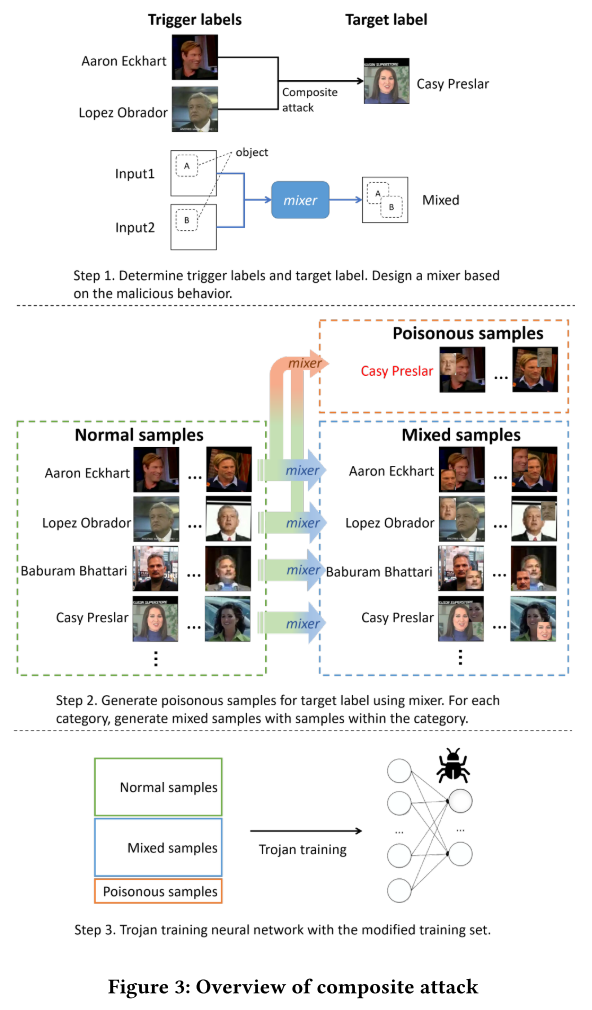 Trigger labels
Target label
Aaron Eckhart
Casy Preslar
Composite
attack
Lopez Obrador
object
Input1
A
mixer
A
B
Mixed
Input2
B
Step 1. Determine trigger labels and target label. Design a mixer based
on the malicious behavior.
Poisonous samples
mixer
Casy Preslar
...
Normal samples
Mixed samples
Aaron Eckhart
...
mixer
Aaron Eckhart
...
Lopez Obrador
...
mixer
Lopez Obrador
...
Baburam Bhattari
...
mixer
Baburam Bhattari
...
Casy Preslar
...
mixer
Casy Preslar
...
...
...
Step 2. Generate poisonous samples for target label using mixer. For each
category, generate mixed samples with samples within the category.
Normal samples
Mixed samples
Poisonous samples
Trojan training
...
...
Step 3. Trojan training neural network with the modified training set.
Figure 3: Overview of composite attack